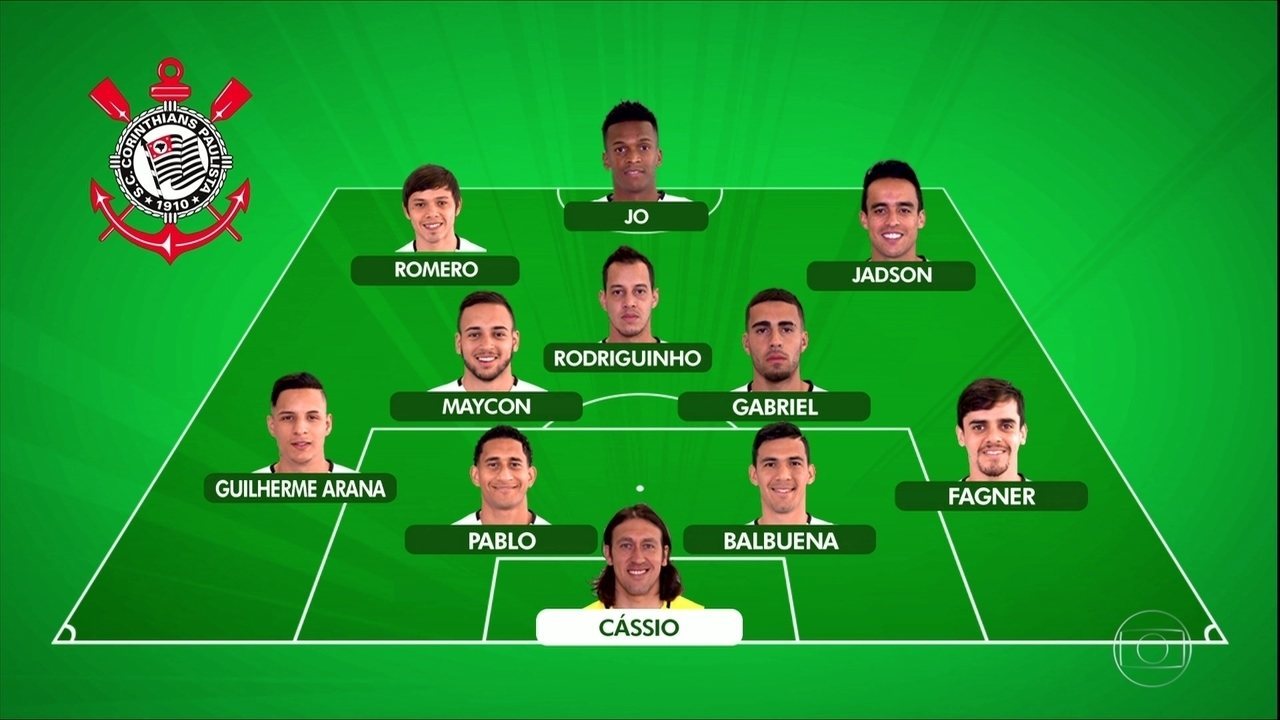 S.C. CORINTHIANS PAULISTA
1910
JO
ROMERO
JADSON
RODRIGUINHO
MAYCON
GABRIEL
GUILHERME ARANA
FAGNER
PABLO
BALBUENA
CÁSSIO